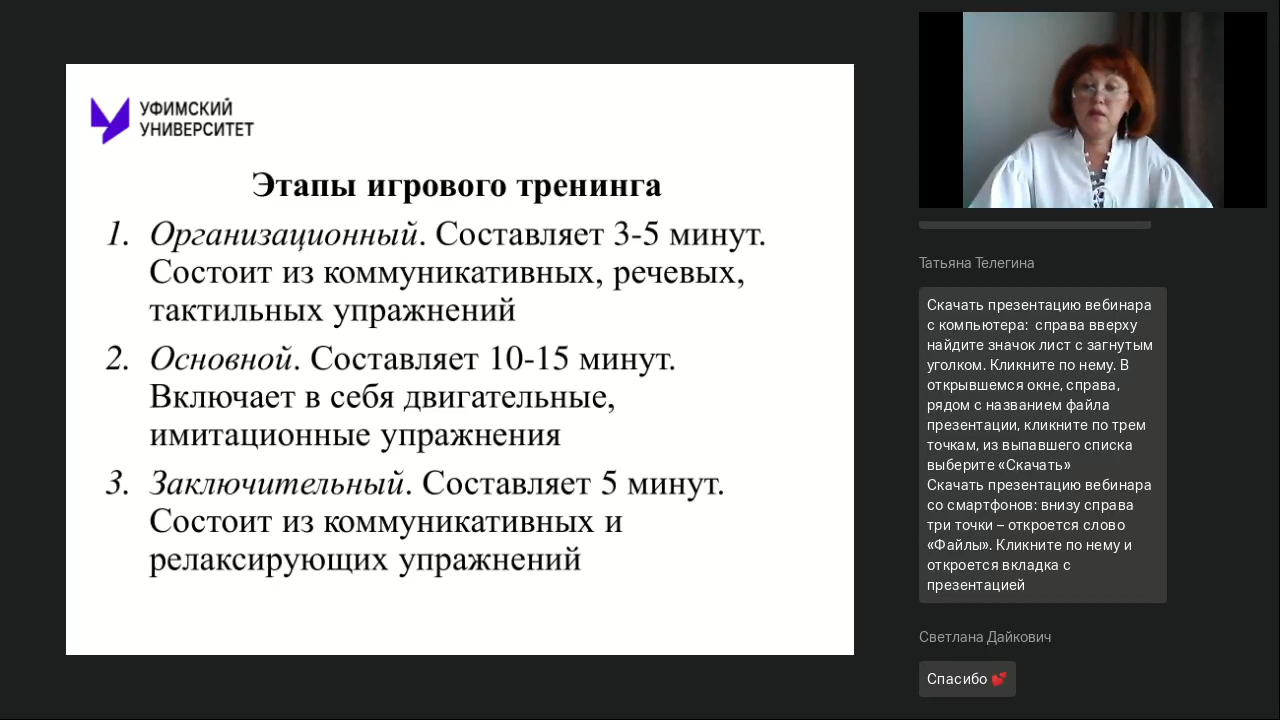 УФИМСКИЙ
УНИВЕРСИТЕТ
Этапы игрового тренинга
1. Организационный. Составляет 3-5 минут.
Состоит из коммуникативных, речевых,
тактильных упражнений
2. Основной. Составляет 10-15 минут.
Включает в себя двигательные,
имитационные упражнения
3. Заключительный. Составляет 5 минут.
Состоит из коммуникативных и
релаксирующих упражнений
Татьяна Телегина
Скачать презентацию вебинара
с компьютера: справа вверху
найдите значок лист с загнутым
уголком. Кликните по нему. В
открывшемся окне, справа,
рядом с названием файла
презентации, кликните по трем
точкам, из выпавшего списка
выберите «Скачать»
Скачать презентацию вебинара
со смартфонов: внизу справа
три точки – откроется слово
«Файлы». Кликните по нему и
откроется вкладка с
презентацией
Светлана Дайкович
Спасибо 💕